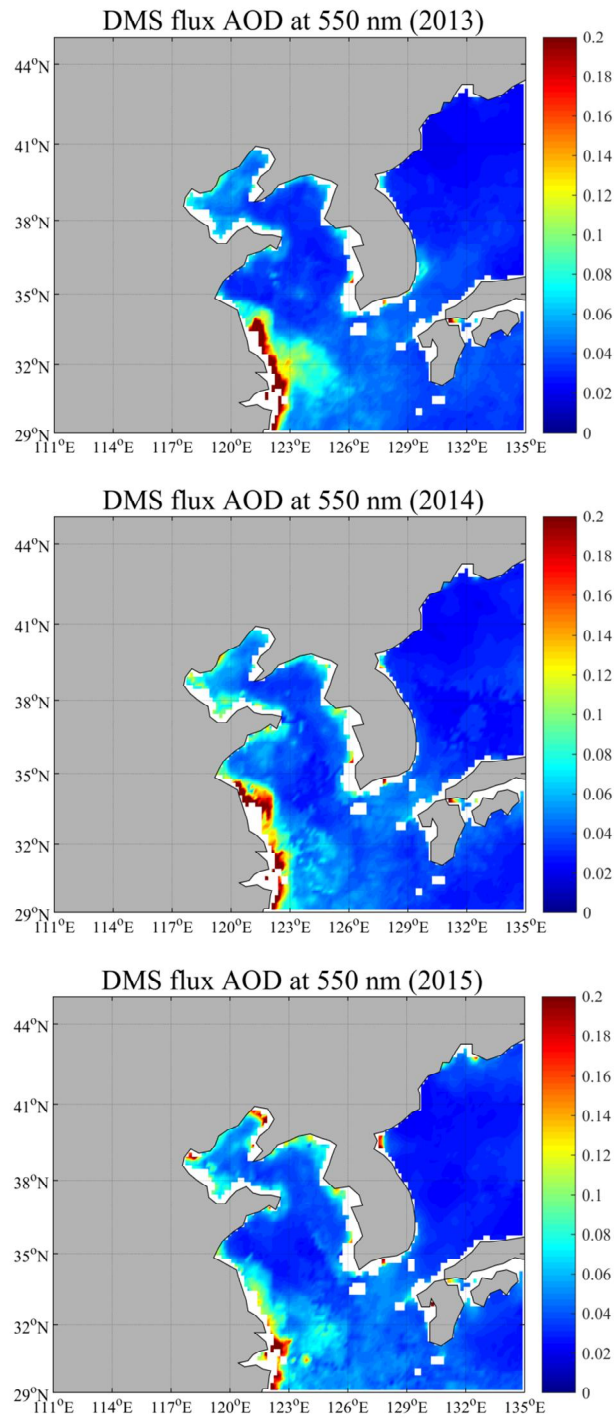 DMS flux AOD at 550 nm (2013)
44°N
41°N
38°N
35°N
32°N
29°N
111°E 114°E 117°E 120°E 123°E 126°E 129°E 132°E 135°E
0.2
0.18
0.16
0.14
0.12
0.1
0.08
0.06
0.04
0.02
0
DMS flux AOD at 550 nm (2014)
44°N
41°N
38°N
35°N
32°N
29°N
111°E 114°E 117°E 120°E 123°E 126°E 129°E 132°E 135°E
0.2
0.18
0.16
0.14
0.12
0.1
0.08
0.06
0.04
0.02
0
DMS flux AOD at 550 nm (2015)
44°N
41°N
38°N
35°N
32°N
29°N
111°E 114°E 117°E 120°E 123°E 126°E 129°E 132°E 135°E
0.2
0.18
0.16
0.14
0.12
0.1
0.08
0.06
0.04
0.02
0